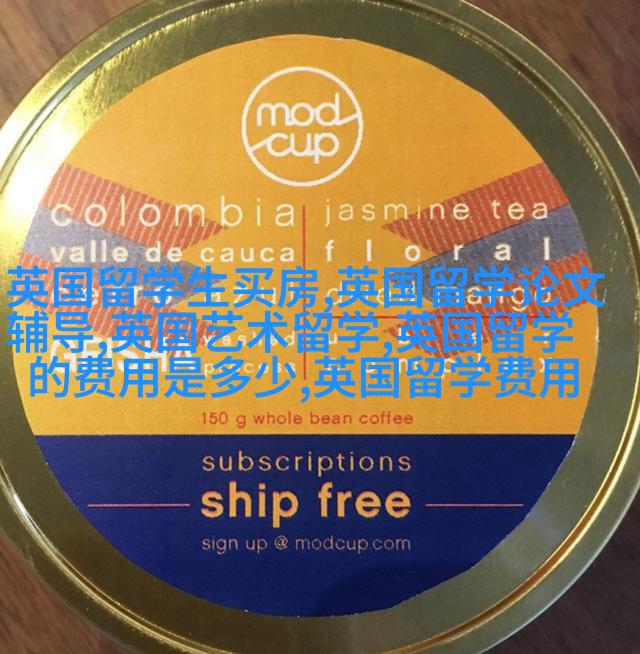 mod
cup
colombia jasmine tea
valle de cauca floral
英国留学生买房,英国留学论文
辅导,英国艺术留学,英国留学
的费用是多少,英国留学费用
150 g whole bean coffee
subscriptions
ship free
sign up @ modcup.com